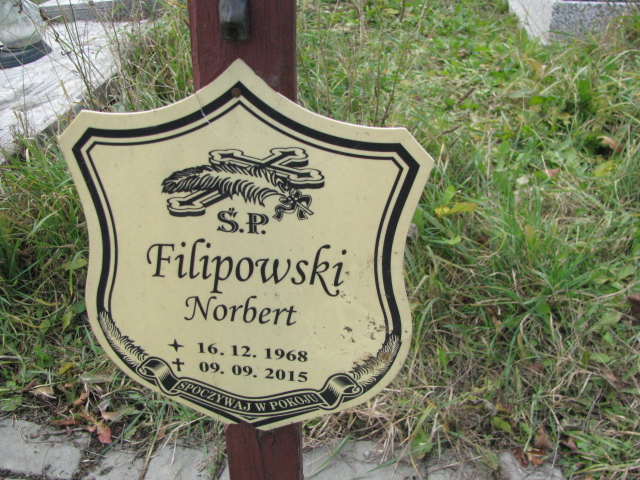 Ś.P.
Filipowski
Norbert
16. 12. 1968
09. 09. 2015
SPOCZYWAJ W POKOJU